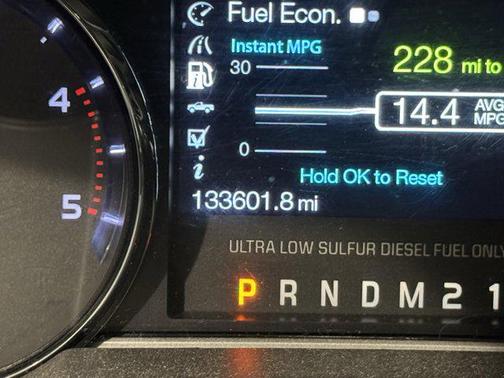 Fuel Econ.
Instant MPG
30
228 mi to
14.4 AVG
MPG
0
Hold OK to Reset
i
133601.8 mi
4
5
ULTRA LOW SULFUR DIESEL FUEL ONLY
P R N D M 2 1